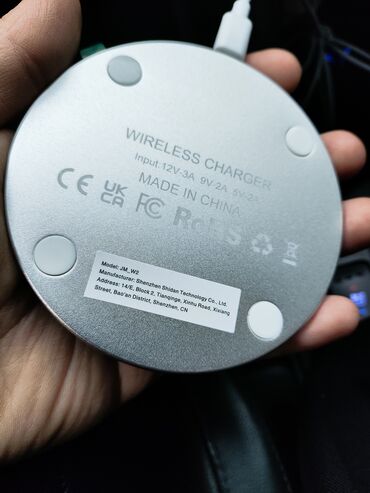 WIRELESS CHARGER
Input:12V-3A 9V-2A 5V-2A
MADE IN CHINA
CE UK CA FC RoHS
Model: JM_W2
Manufacturer: Shenzhen Shidan Technology Co., Ltd.
Address: 14/E, Block 2, Tianqinge, Xinhu Road, Xixiang
Street, Bao'an District, Shenzhen, CN